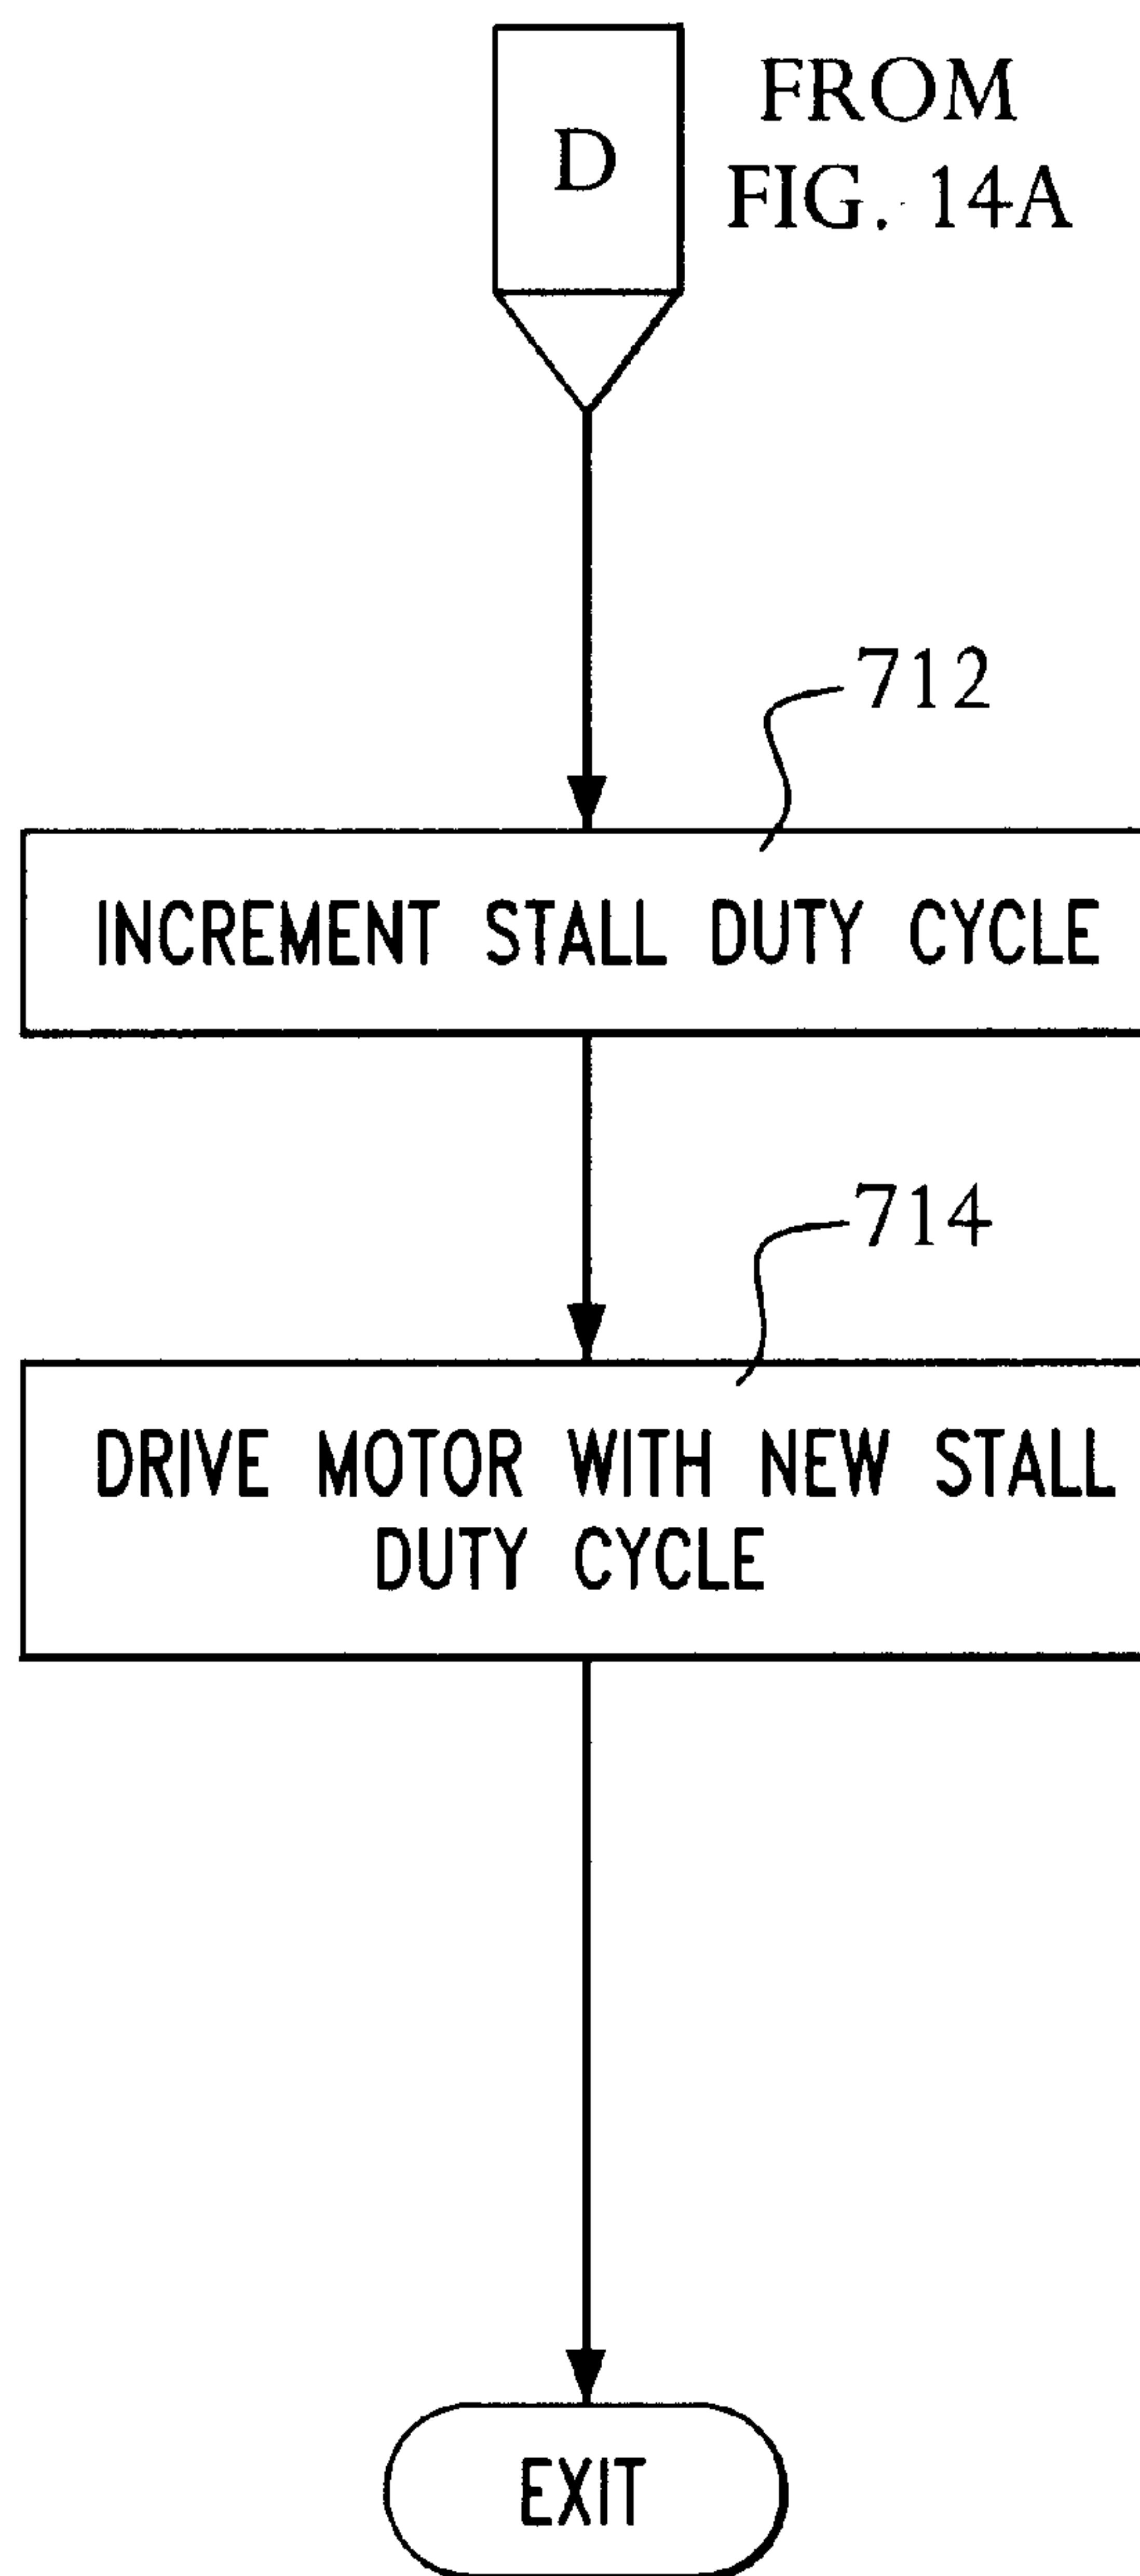 D
FROM
FIG. 14A
712
INCREMENT STALL DUTY CYCLE
714
DRIVE MOTOR WITH NEW STALL
DUTY CYCLE
EXIT